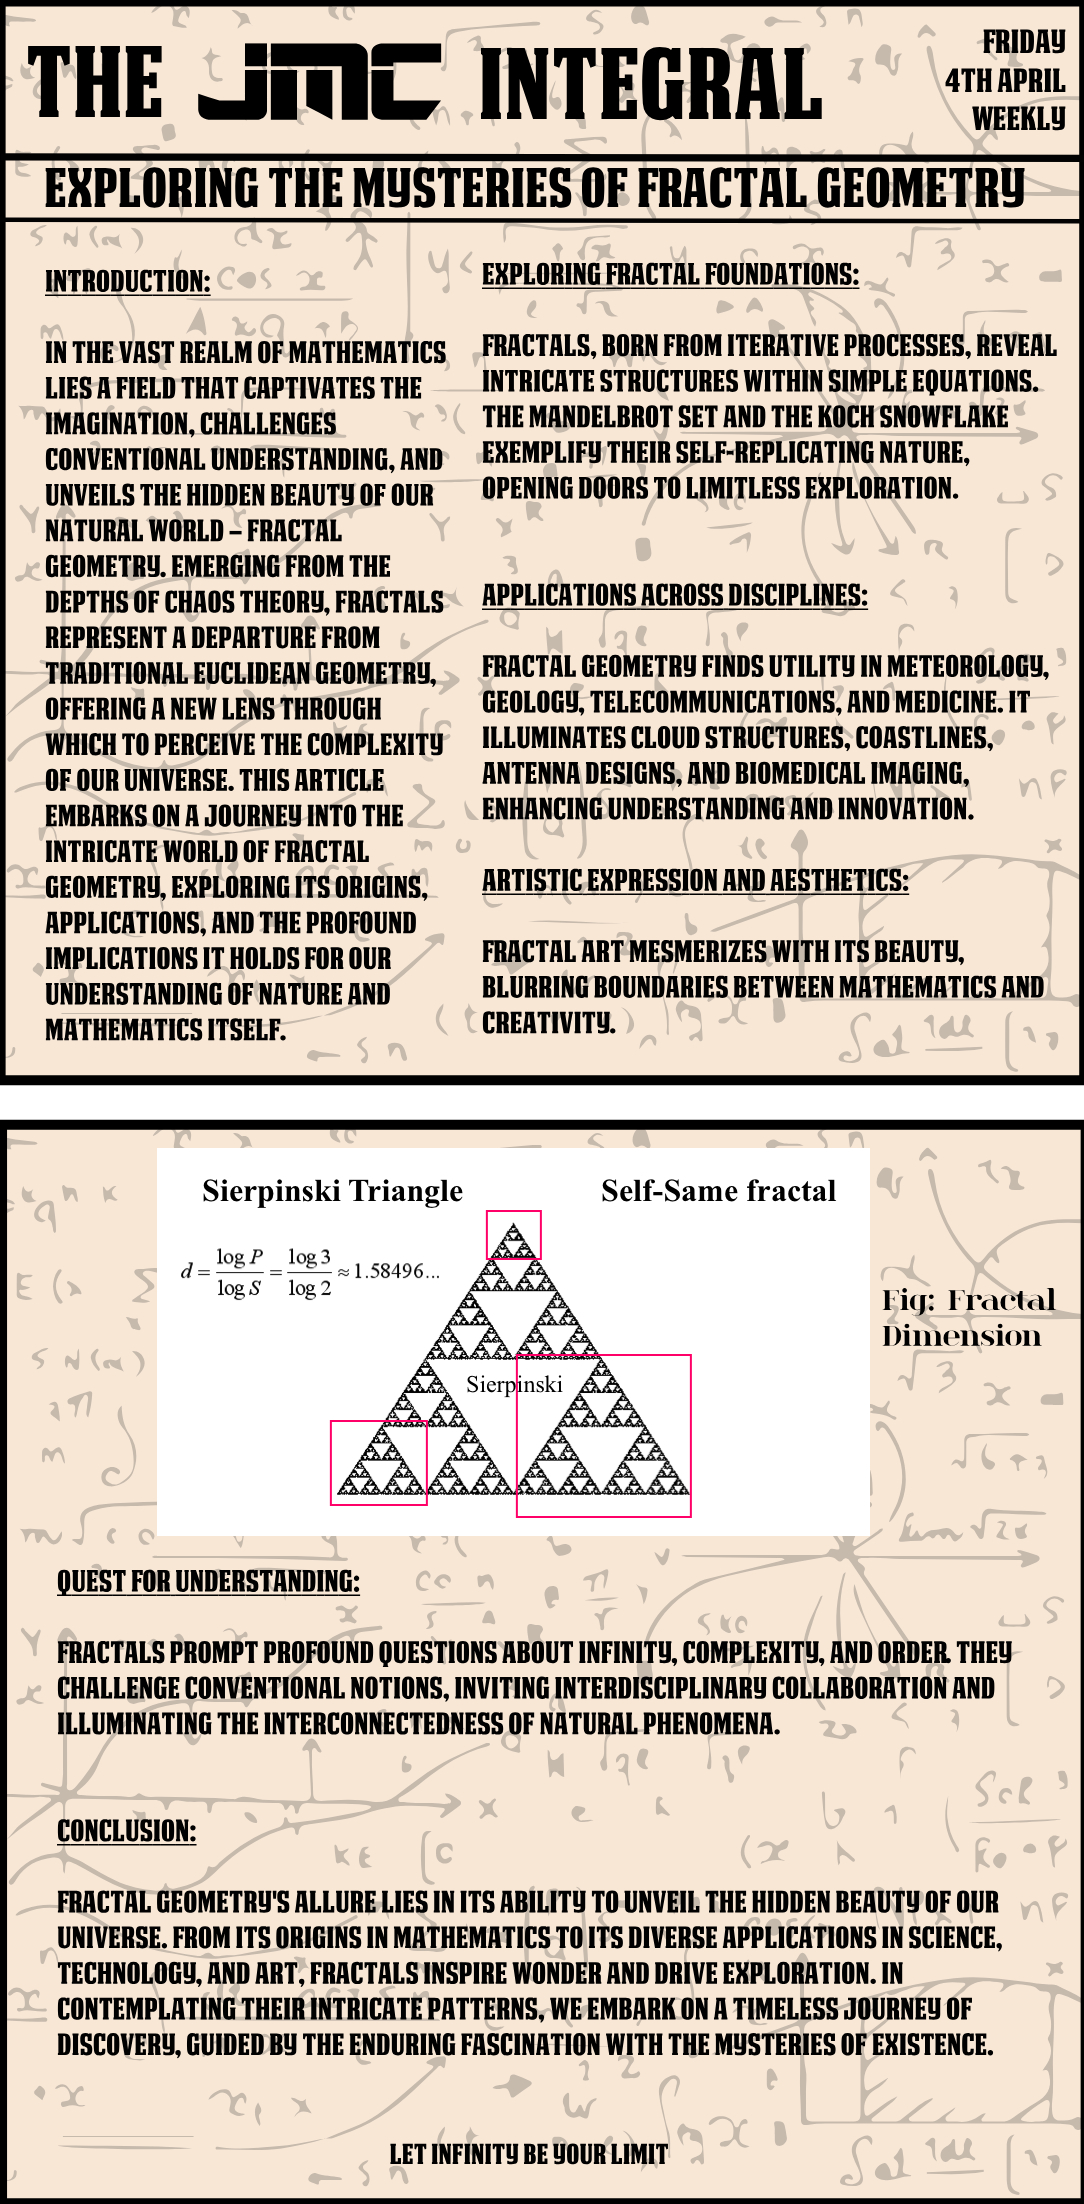 THE JMC INTEGRAL
FRIDAY
4TH APRIL
WEEKLY
EXPLORING THE MYSTERIES OF FRACTAL GEOMETRY
INTRODUCTION:
IN THE VAST REALM OF MATHEMATICS
LIES A FIELD THAT CAPTIVATES THE
IMAGINATION, CHALLENGES
CONVENTIONAL UNDERSTANDING, AND
UNVEILS THE HIDDEN BEAUTY OF OUR
NATURAL WORLD – FRACTAL
GEOMETRY. EMERGING FROM THE
DEPTHS OF CHAOS THEORY, FRACTALS
REPRESENT A DEPARTURE FROM
TRADITIONAL EUCLIDEAN GEOMETRY,
OFFERING A NEW LENS THROUGH
WHICH TO PERCEIVE THE COMPLEXITY
OF OUR UNIVERSE. THIS ARTICLE
EMBARKS ON A JOURNEY INTO THE
INTRICATE WORLD OF FRACTAL
GEOMETRY, EXPLORING ITS ORIGINS,
APPLICATIONS, AND THE PROFOUND
IMPLICATIONS IT HOLDS FOR OUR
UNDERSTANDING OF NATURE AND
MATHEMATICS ITSELF.
EXPLORING FRACTAL FOUNDATIONS:
FRACTALS, BORN FROM ITERATIVE PROCESSES, REVEAL
INTRICATE STRUCTURES WITHIN SIMPLE EQUATIONS.
THE MANDELBROT SET AND THE KOCH SNOWFLAKE
EXEMPLIFY THEIR SELF-REPLICATING NATURE,
OPENING DOORS TO LIMITLESS EXPLORATION.
APPLICATIONS ACROSS DISCIPLINES:
FRACTAL GEOMETRY FINDS UTILITY IN METEOROLOGY,
GEOLOGY, TELECOMMUNICATIONS, AND MEDICINE. IT
ILLUMINATES CLOUD STRUCTURES, COASTLINES,
ANTENNA DESIGNS, AND BIOMEDICAL IMAGING,
ENHANCING UNDERSTANDING AND INNOVATION.
ARTISTIC EXPRESSION AND AESTHETICS:
FRACTAL ART MESMERIZES WITH ITS BEAUTY,
BLURRING BOUNDARIES BETWEEN MATHEMATICS AND
CREATIVITY.
Sierpinski Triangle
Self-Same fractal
d = log P / log S = log 3 / log 2 ≈ 1.58496...
Sierpinski
Fig: Fractal
Dimension
QUEST FOR UNDERSTANDING:
FRACTALS PROMPT PROFOUND QUESTIONS ABOUT INFINITY, COMPLEXITY, AND ORDER. THEY
CHALLENGE CONVENTIONAL NOTIONS, INVITING INTERDISCIPLINARY COLLABORATION AND
ILLUMINATING THE INTERCONNECTEDNESS OF NATURAL PHENOMENA.
CONCLUSION:
FRACTAL GEOMETRY'S ALLURE LIES IN ITS ABILITY TO UNVEIL THE HIDDEN BEAUTY OF OUR
UNIVERSE. FROM ITS ORIGINS IN MATHEMATICS TO ITS DIVERSE APPLICATIONS IN SCIENCE,
TECHNOLOGY, AND ART, FRACTALS INSPIRE WONDER AND DRIVE EXPLORATION. IN
CONTEMPLATING THEIR INTRICATE PATTERNS, WE EMBARK ON A TIMELESS JOURNEY OF
DISCOVERY, GUIDED BY THE ENDURING FASCINATION WITH THE MYSTERIES OF EXISTENCE.
LET INFINITY BE YOUR LIMIT